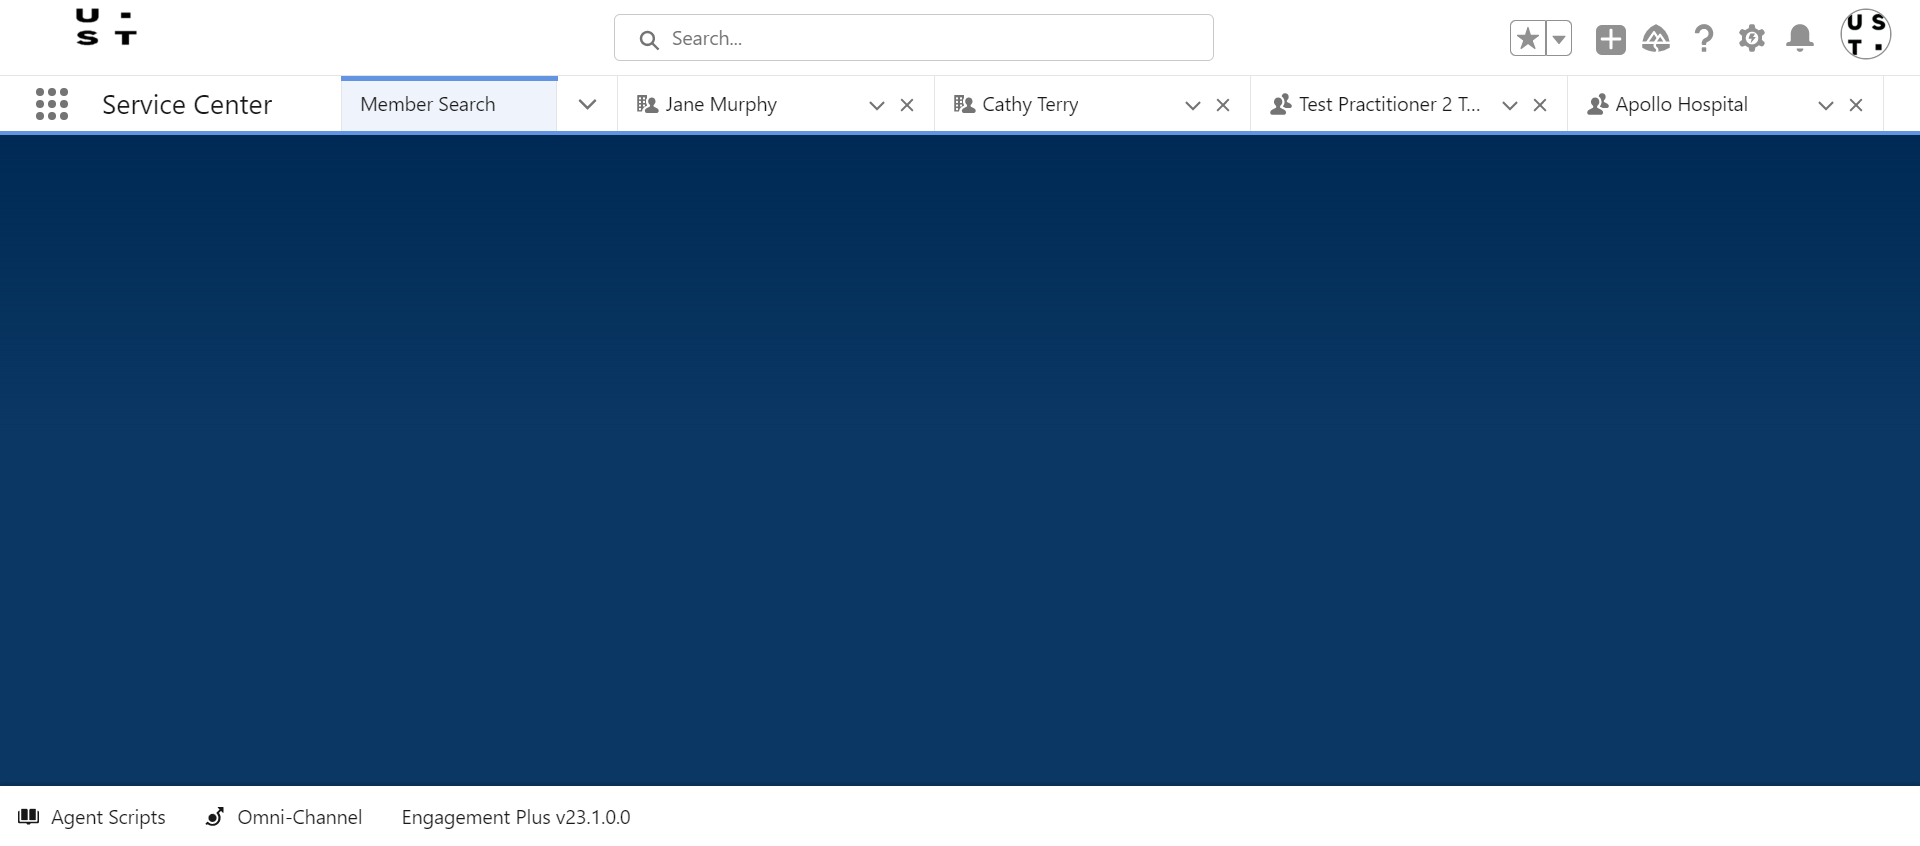 U
S T
Search...
U S
T
Service Center
Member Search
Jane Murphy
Cathy Terry
Test Practitioner 2 T...
Apollo Hospital
Agent Scripts
Omni-Channel
Engagement Plus v23.1.0.0